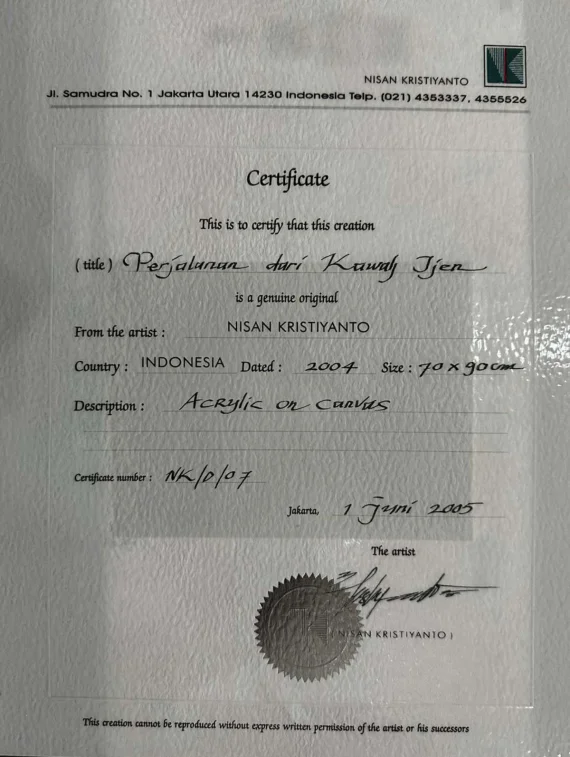 NISAN KRISTIYANTO
Jl. Samudra No. 1 Jakarta Utara 14230 Indonesia Telp. (021) 4353337, 4355526
Certificate
This is to certify that this creation
( title ) Perjalanan dari Kawah Ijen
is a genuine original
From the artist : NISAN KRISTIYANTO
Country : INDONESIA Dated : 2004 Size : 70 x 90 cm
Description : Acrylic on canvas
Certificate number : NK/D/07
Jakarta, 1 Juni 2005
The artist
( NISAN KRISTIYANTO )
This creation cannot be reproduced without express written permission of the artist or his successors